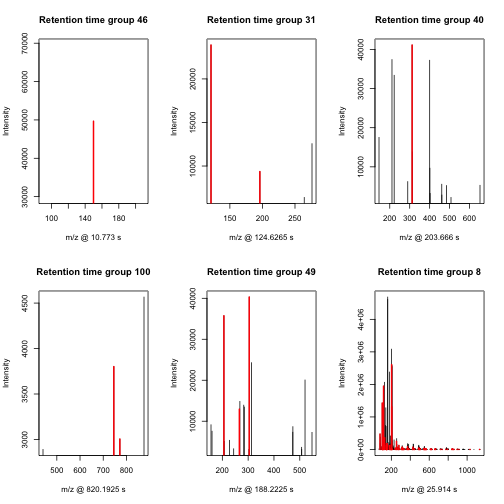 Retention time group 46
Intensity
30000 40000 50000 60000 70000
100 150 200
m/z @ 10.773 s
Retention time group 31
Intensity
10000 20000
150 200 250 300
m/z @ 124.6265 s
Retention time group 40
Intensity
10000 20000 30000 40000
200 300 400 500 600
m/z @ 203.666 s
Retention time group 100
Intensity
3000 3500 4000 4500
500 600 700 800
m/z @ 820.1925 s
Retention time group 49
Intensity
10000 20000 30000 40000
200 300 400 500
m/z @ 188.2225 s
Retention time group 8
Intensity
0e+00 1e+06 2e+06 3e+06 4e+06
200 600 1000
m/z @ 25.914 s